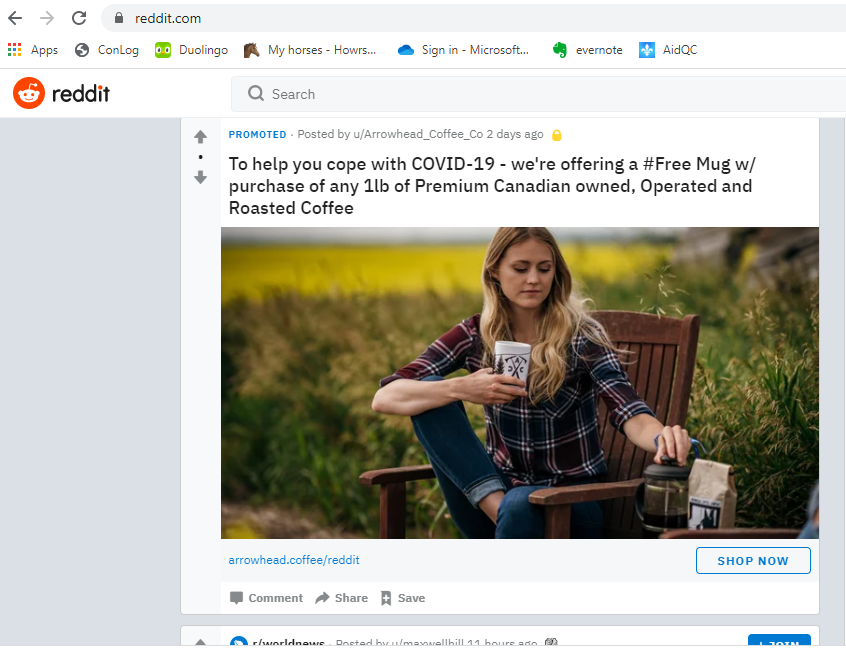 reddit.com
Apps ConLog Duolingo My horses - Howrs... Sign in - Microsoft... evernote AidQC
reddit Search
PROMOTED · Posted by u/Arrowhead_Coffee_Co 2 days ago
To help you cope with COVID-19 - we're offering a #Free Mug w/
purchase of any 1lb of Premium Canadian owned, Operated and
Roasted Coffee
arrowhead.coffee/reddit SHOP NOW
Comment Share Save
r/worldnews · Posted by u/maxwellhill 11 hours ago + JOIN